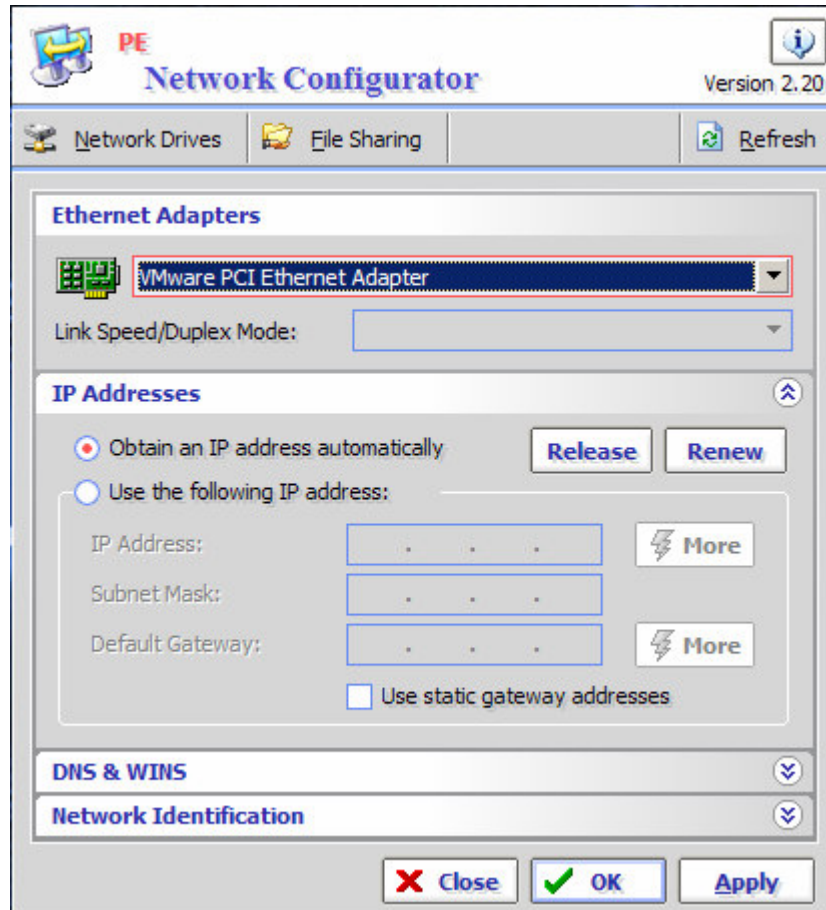 PE
Network Configurator
Version 2.20
Network Drives
File Sharing
Refresh
Ethernet Adapters
VMware PCI Ethernet Adapter
Link Speed/Duplex Mode:
IP Addresses
Obtain an IP address automatically
Release
Renew
Use the following IP address:
IP Address:
. . .
More
Subnet Mask:
. . .
Default Gateway:
. . .
More
Use static gateway addresses
DNS & WINS
Network Identification
Close
OK
Apply